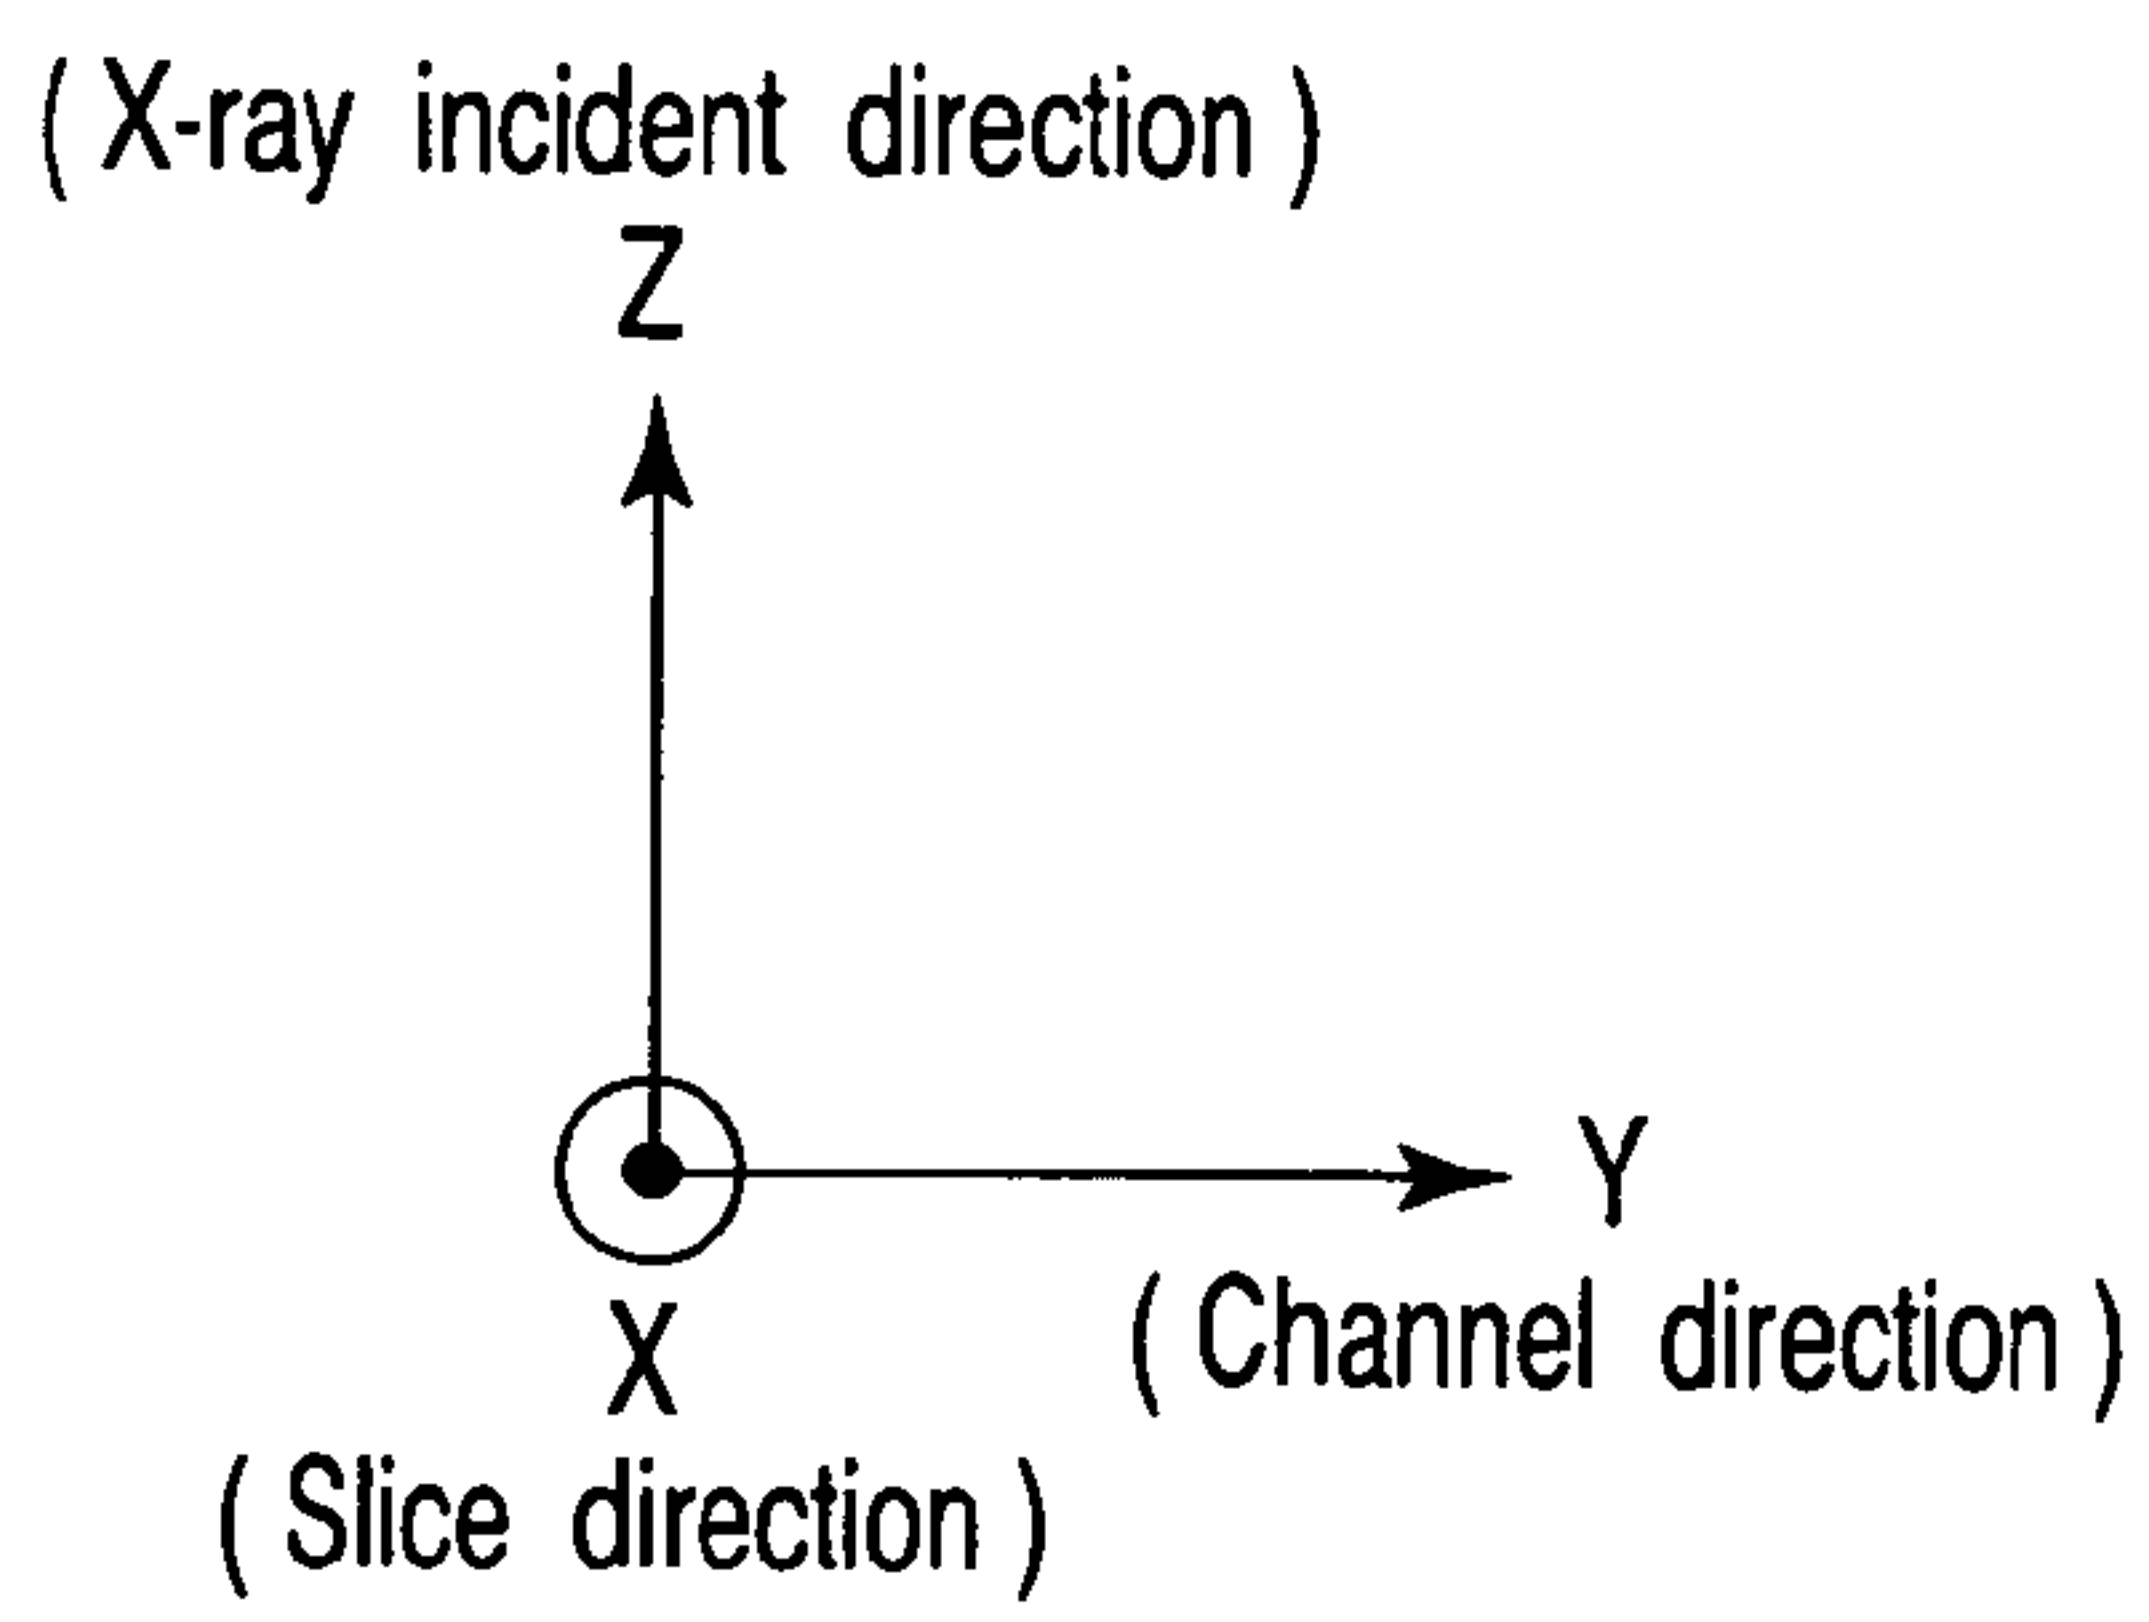 ( X-ray incident direction )
Z
Y
( Channel direction )
X
( Slice direction )